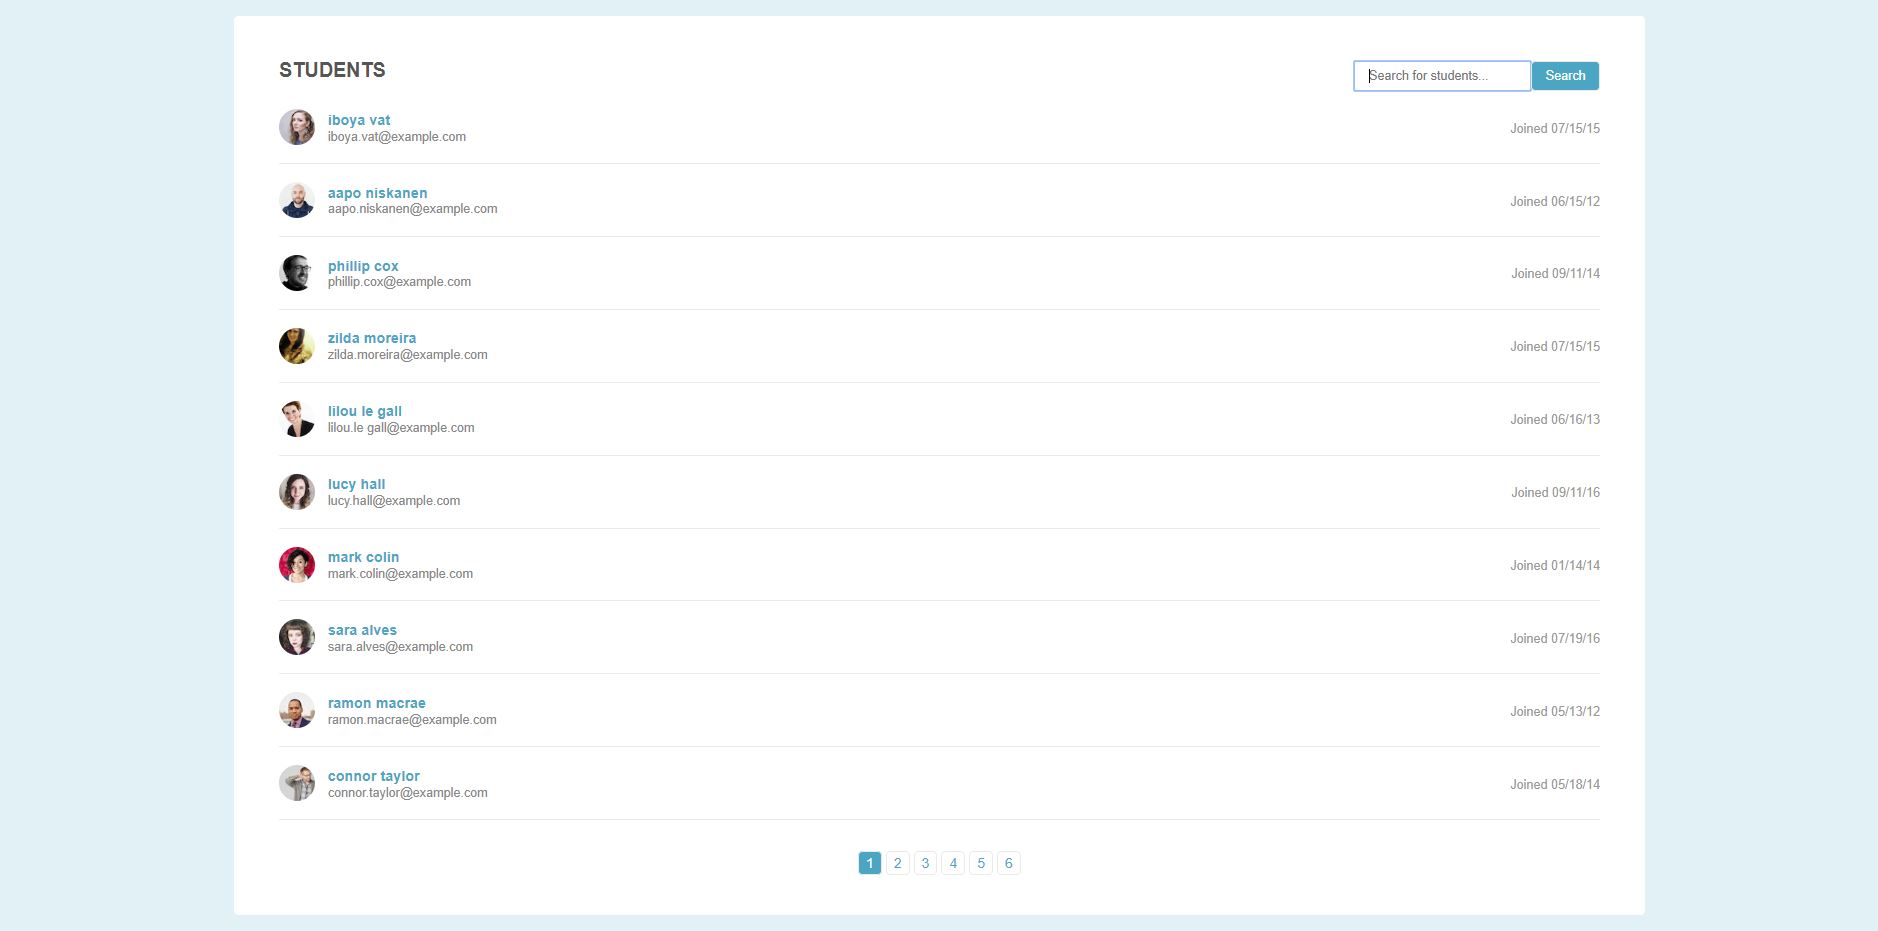 STUDENTS
Search for students...
Search
iboya vat
iboya.vat@example.com
Joined 07/15/15
aapo niskanen
aapo.niskanen@example.com
Joined 06/15/12
phillip cox
phillip.cox@example.com
Joined 09/11/14
zilda moreira
zilda.moreira@example.com
Joined 07/15/15
lilou le gall
lilou.le gall@example.com
Joined 06/16/13
lucy hall
lucy.hall@example.com
Joined 09/11/16
mark colin
mark.colin@example.com
Joined 01/14/14
sara alves
sara.alves@example.com
Joined 07/19/16
ramon macrae
ramon.macrae@example.com
Joined 05/13/12
connor taylor
connor.taylor@example.com
Joined 05/18/14
1 2 3 4 5 6